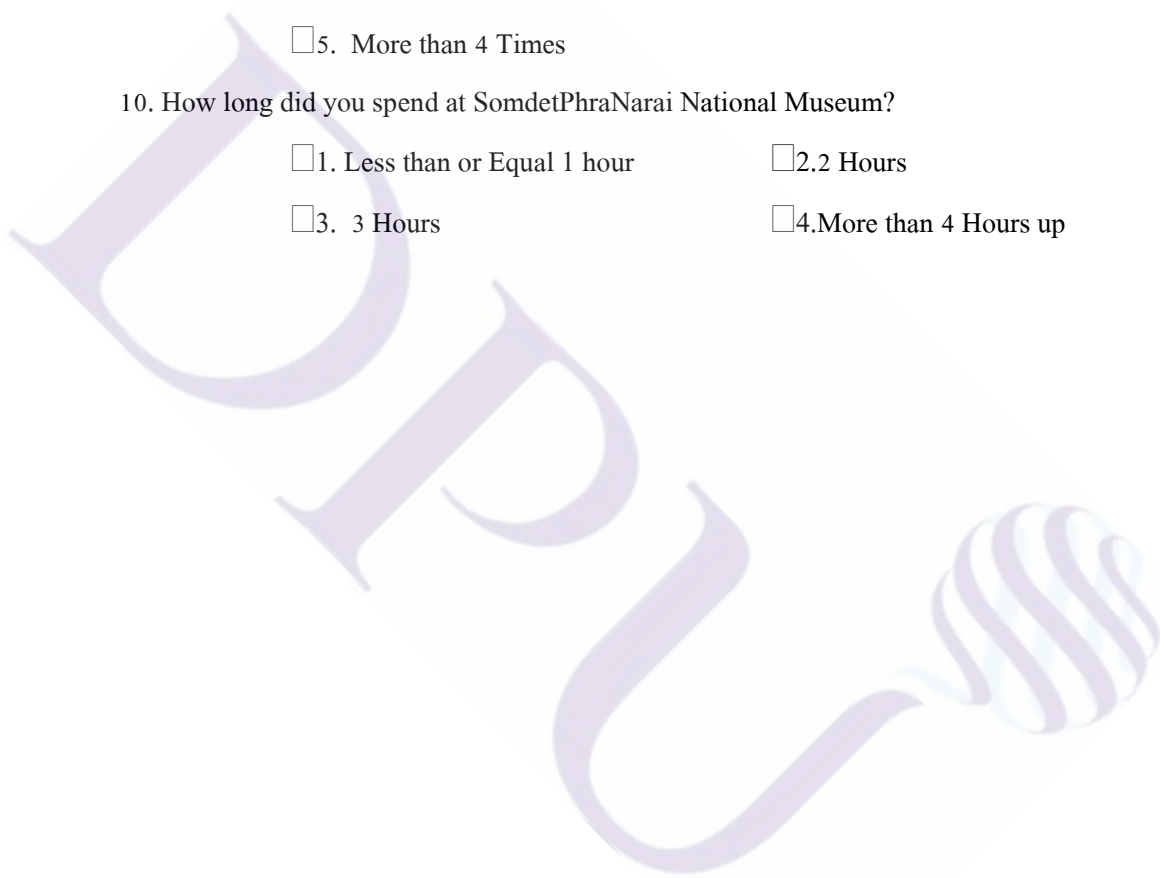 ☐5. More than 4 Times
10. How long did you spend at SomdetPhraNarai National Museum?
☐1. Less than or Equal 1 hour ☐2.2 Hours
☐3. 3 Hours ☐4.More than 4 Hours up
DPU